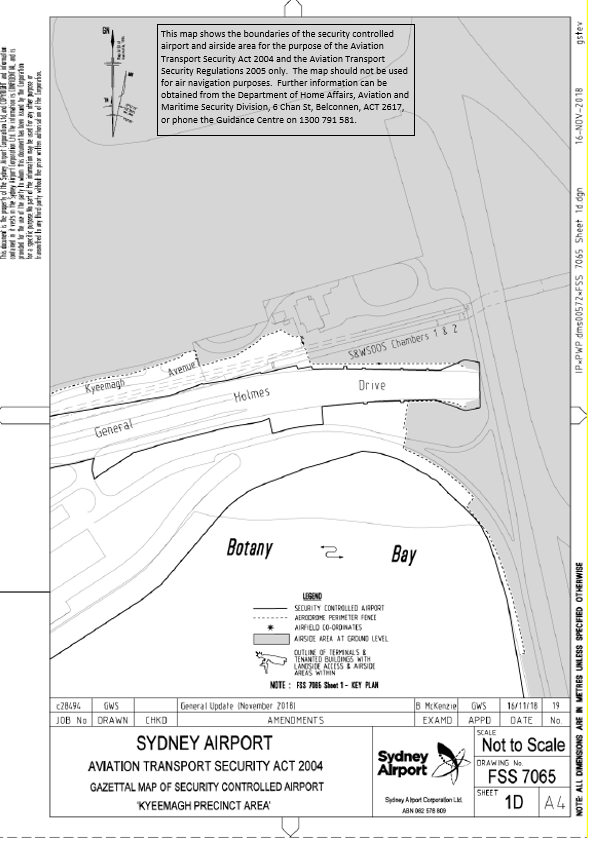 This map shows the boundaries of the security controlled
airport and airside area for the purpose of the Aviation
Transport Security Act 2004 and the Aviation Transport
Security Regulations 2005 only.  The map should not be used
for air navigation purposes.  Further information can be
obtained from the Department of Home Affairs, Aviation and
Maritime Security Division, 6 Chan St, Belconnen, ACT 2617,
or phone the Guidance Centre on 1300 791 581.
GN
gstev
16-NOV-2018
S&WSOOS Chambers 1 & 2
Kyeemagh Avenue
General Holmes Drive
Botany Bay
LEGEND
SECURITY CONTROLLED AIRPORT
AERODROME PERIMETER FENCE
AIRFIELD CO-ORDINATES
AIRSIDE AREA AT GROUND LEVEL
OUTLINE OF TERMINALS &
TENANTED BUILDINGS WITH
LANDSIDE ACCESS & AIRSIDE
AREAS WITHIN
NOTE : FSS 7065 Sheet 1 - KEY PLAN
NOTE: ALL DIMENSIONS ARE IN METRES UNLESS SPECIFIED OTHERWISE
c28494 GWS General Update (November 2018) B McKenzie GWS 16/11/18 19
JOB No DRAWN CHKD AMENDMENTS EXAMD APPD DATE No.
SYDNEY AIRPORT
AVIATION TRANSPORT SECURITY ACT 2004
GAZETTAL MAP OF SECURITY CONTROLLED AIRPORT
'KYEEMAGH PRECINCT AREA'
Sydney
Airport
Sydney Airport Corporation Ltd.
ABN 082 578 809
SCALE
Not to Scale
DRAWING No.
FSS 7065
SHEET 1D A4